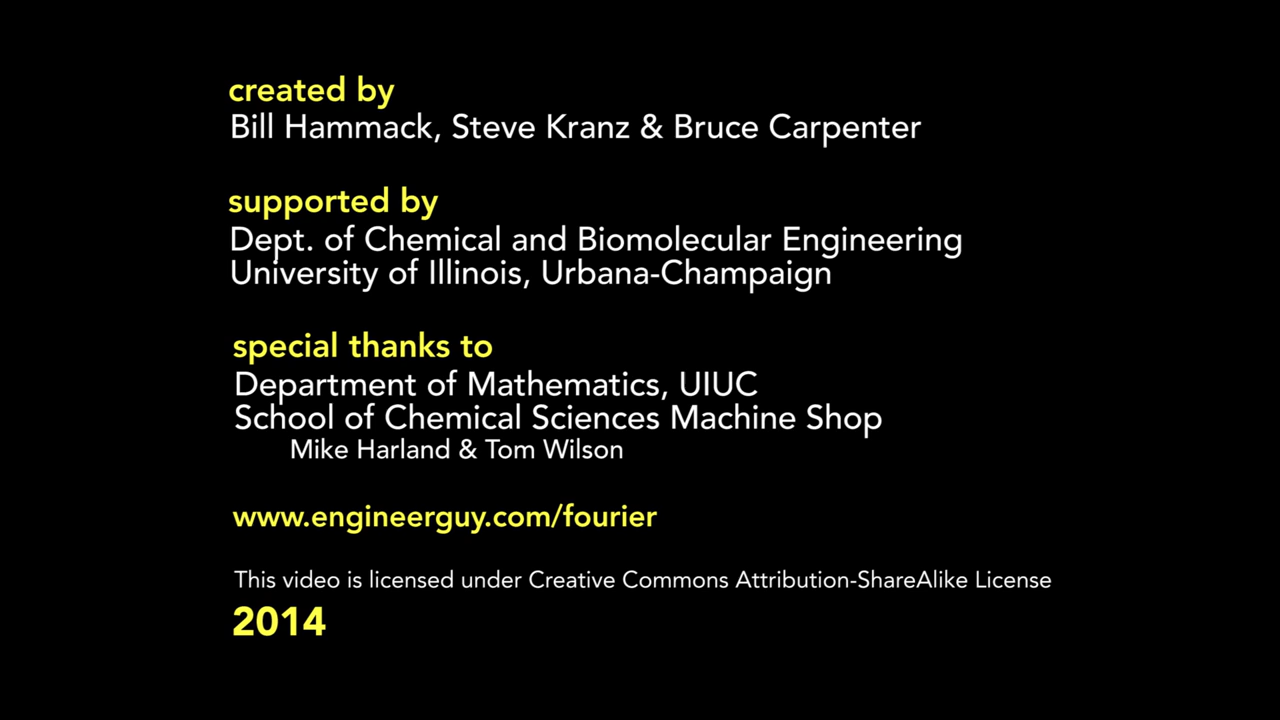 created by
Bill Hammack, Steve Kranz & Bruce Carpenter
supported by
Dept. of Chemical and Biomolecular Engineering
University of Illinois, Urbana-Champaign
special thanks to
Department of Mathematics, UIUC
School of Chemical Sciences Machine Shop
Mike Harland & Tom Wilson
www.engineerguy.com/fourier
This video is licensed under Creative Commons Attribution-ShareAlike License
2014